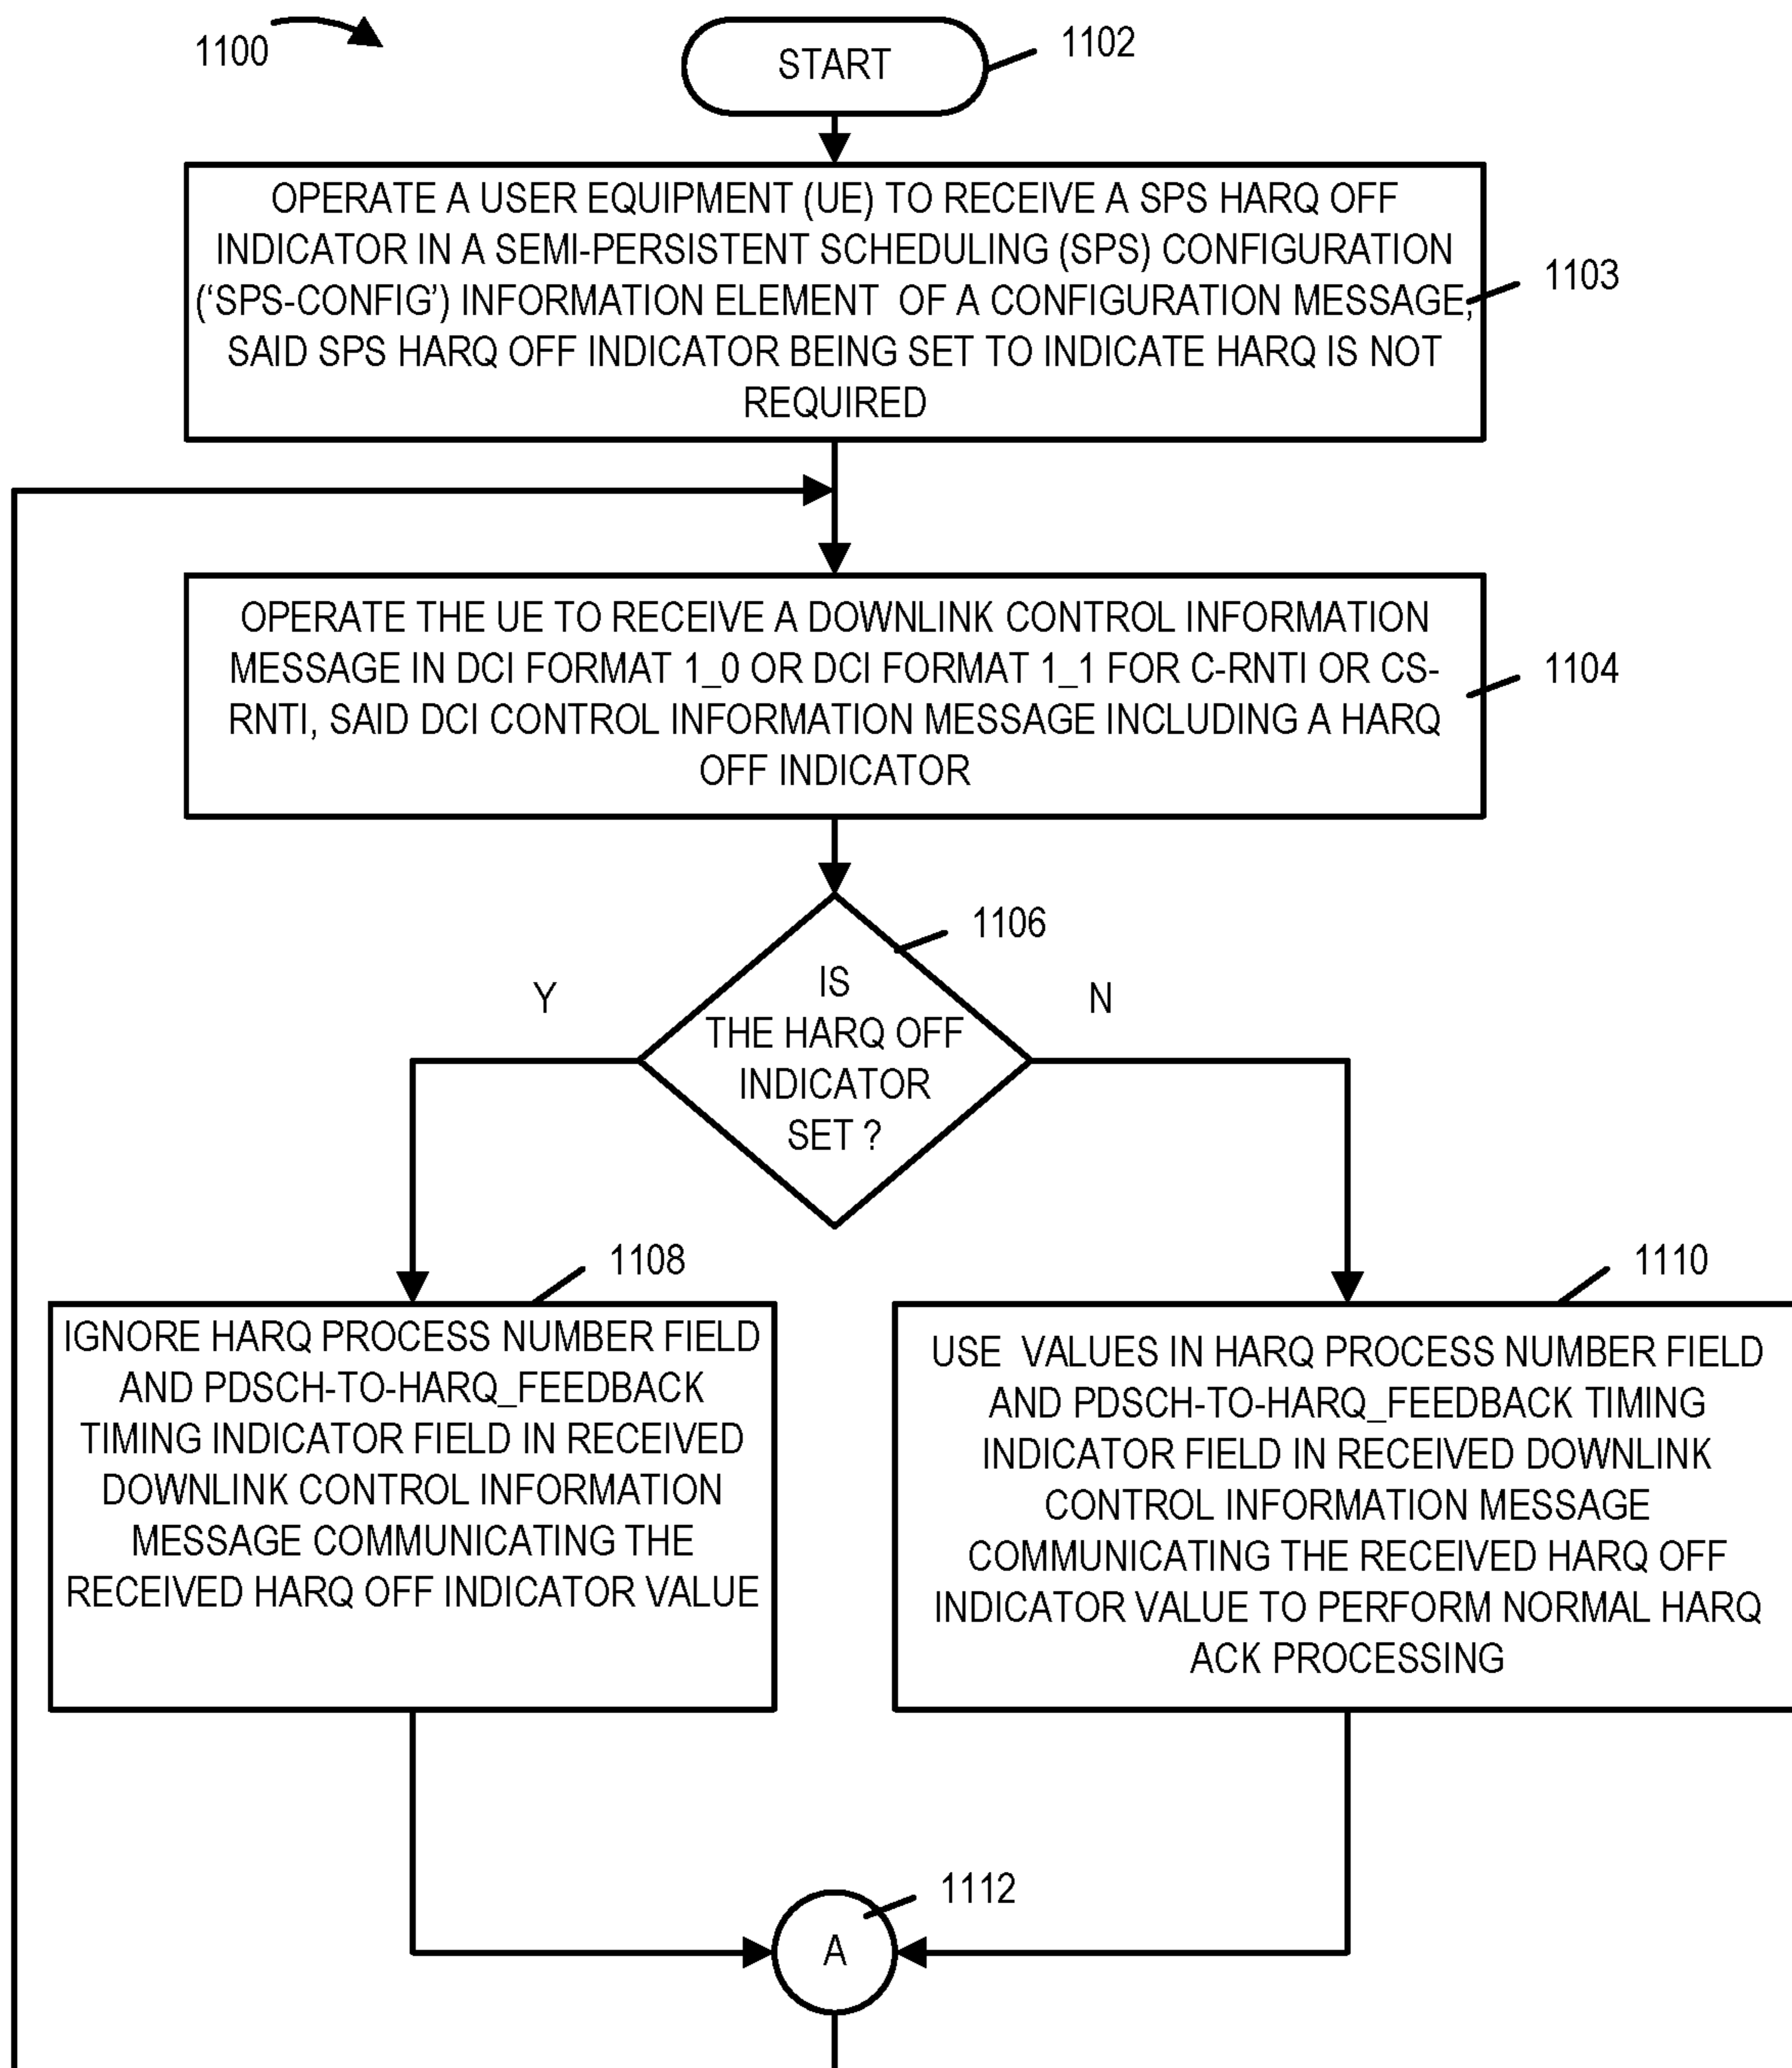 1100
START
1102
OPERATE A USER EQUIPMENT (UE) TO RECEIVE A SPS HARQ OFF
INDICATOR IN A SEMI-PERSISTENT SCHEDULING (SPS) CONFIGURATION
(‘SPS-CONFIG’) INFORMATION ELEMENT OF A CONFIGURATION MESSAGE,
SAID SPS HARQ OFF INDICATOR BEING SET TO INDICATE HARQ IS NOT
REQUIRED
1103
OPERATE THE UE TO RECEIVE A DOWNLINK CONTROL INFORMATION
MESSAGE IN DCI FORMAT 1_0 OR DCI FORMAT 1_1 FOR C-RNTI OR CS-
RNTI, SAID DCI CONTROL INFORMATION MESSAGE INCLUDING A HARQ
OFF INDICATOR
1104
1106
IS
THE HARQ OFF
INDICATOR
SET ?
Y
N
1108
IGNORE HARQ PROCESS NUMBER FIELD
AND PDSCH-TO-HARQ_FEEDBACK
TIMING INDICATOR FIELD IN RECEIVED
DOWNLINK CONTROL INFORMATION
MESSAGE COMMUNICATING THE
RECEIVED HARQ OFF INDICATOR VALUE
1110
USE VALUES IN HARQ PROCESS NUMBER FIELD
AND PDSCH-TO-HARQ_FEEDBACK TIMING
INDICATOR FIELD IN RECEIVED DOWNLINK
CONTROL INFORMATION MESSAGE
COMMUNICATING THE RECEIVED HARQ OFF
INDICATOR VALUE TO PERFORM NORMAL HARQ
ACK PROCESSING
1112
A